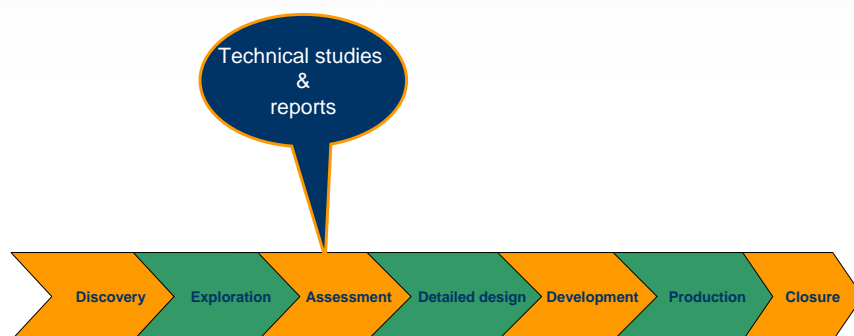 Technical studies
&
reports
Discovery
Exploration
Assessment
Detailed design
Development
Production
Closure